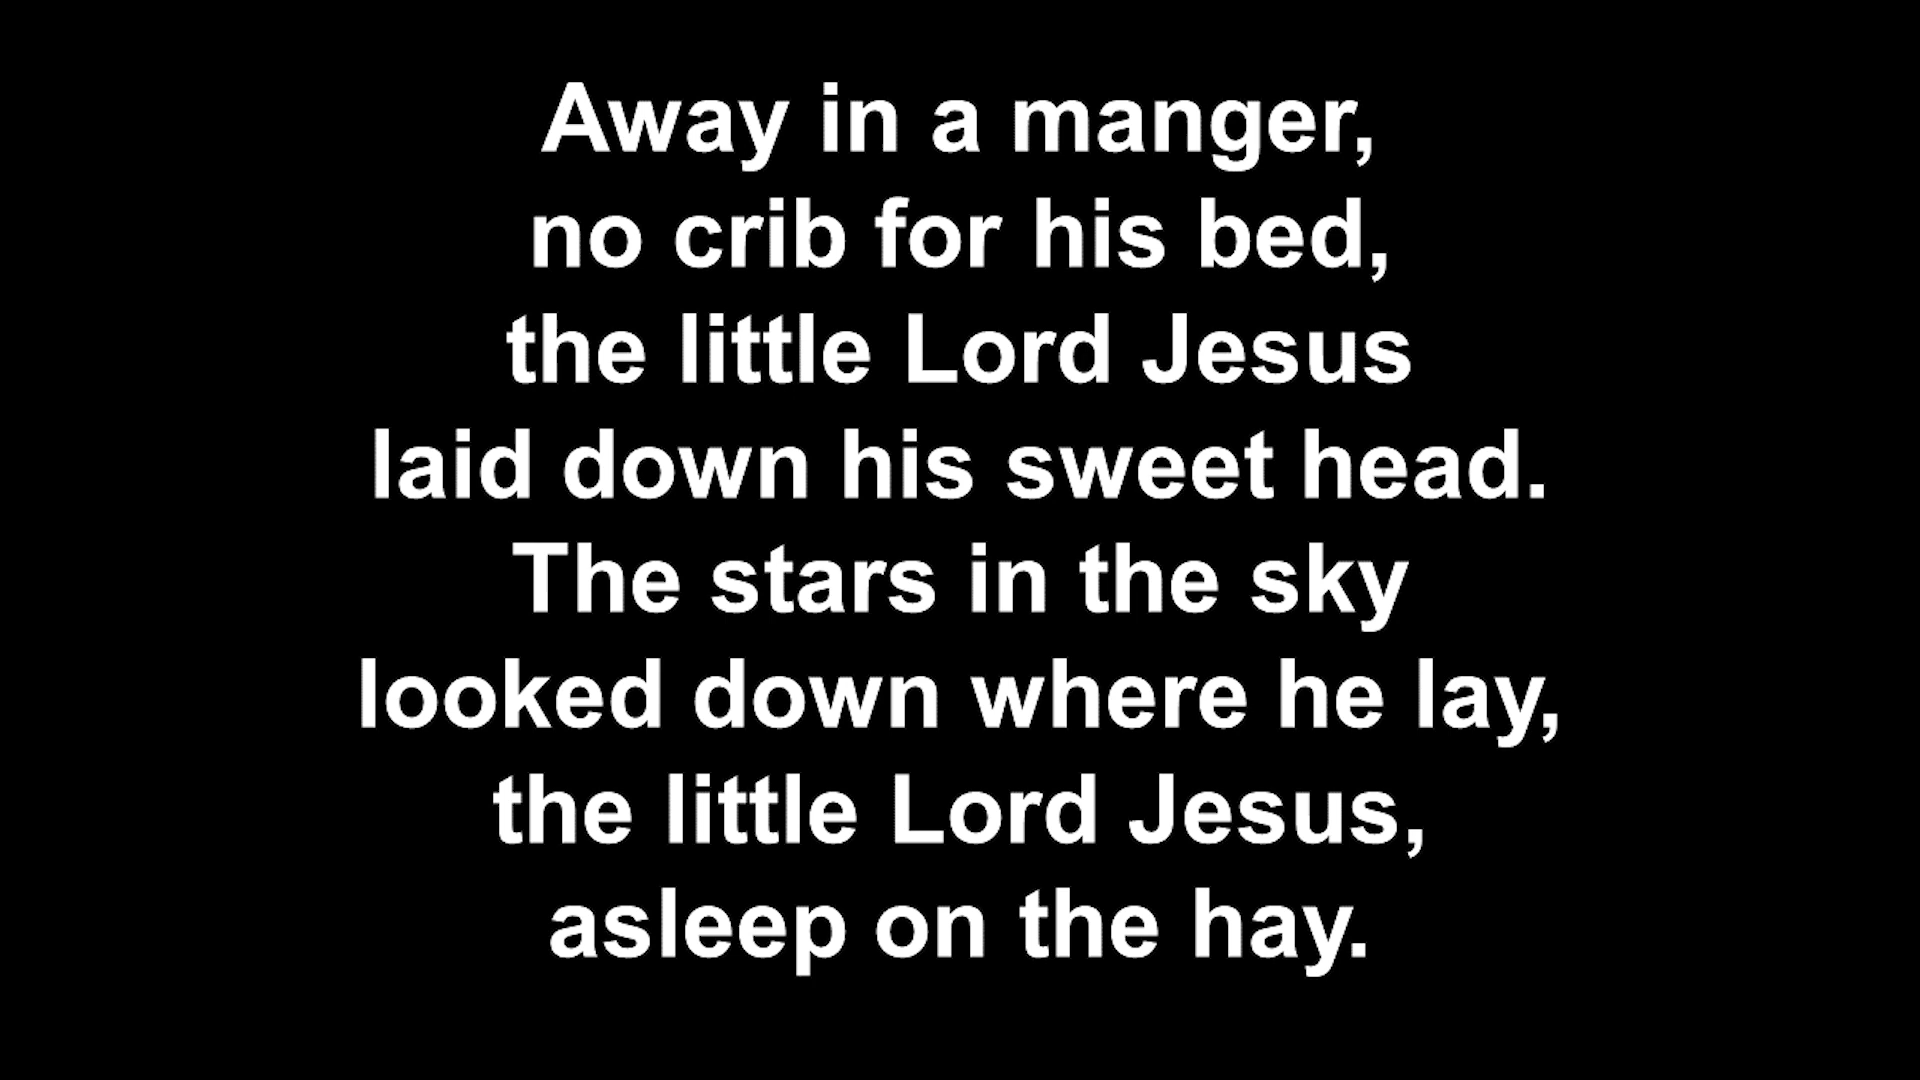 Away in a manger,
no crib for his bed,
the little Lord Jesus
laid down his sweet head.
The stars in the sky
looked down where he lay,
the little Lord Jesus,
asleep on the hay.